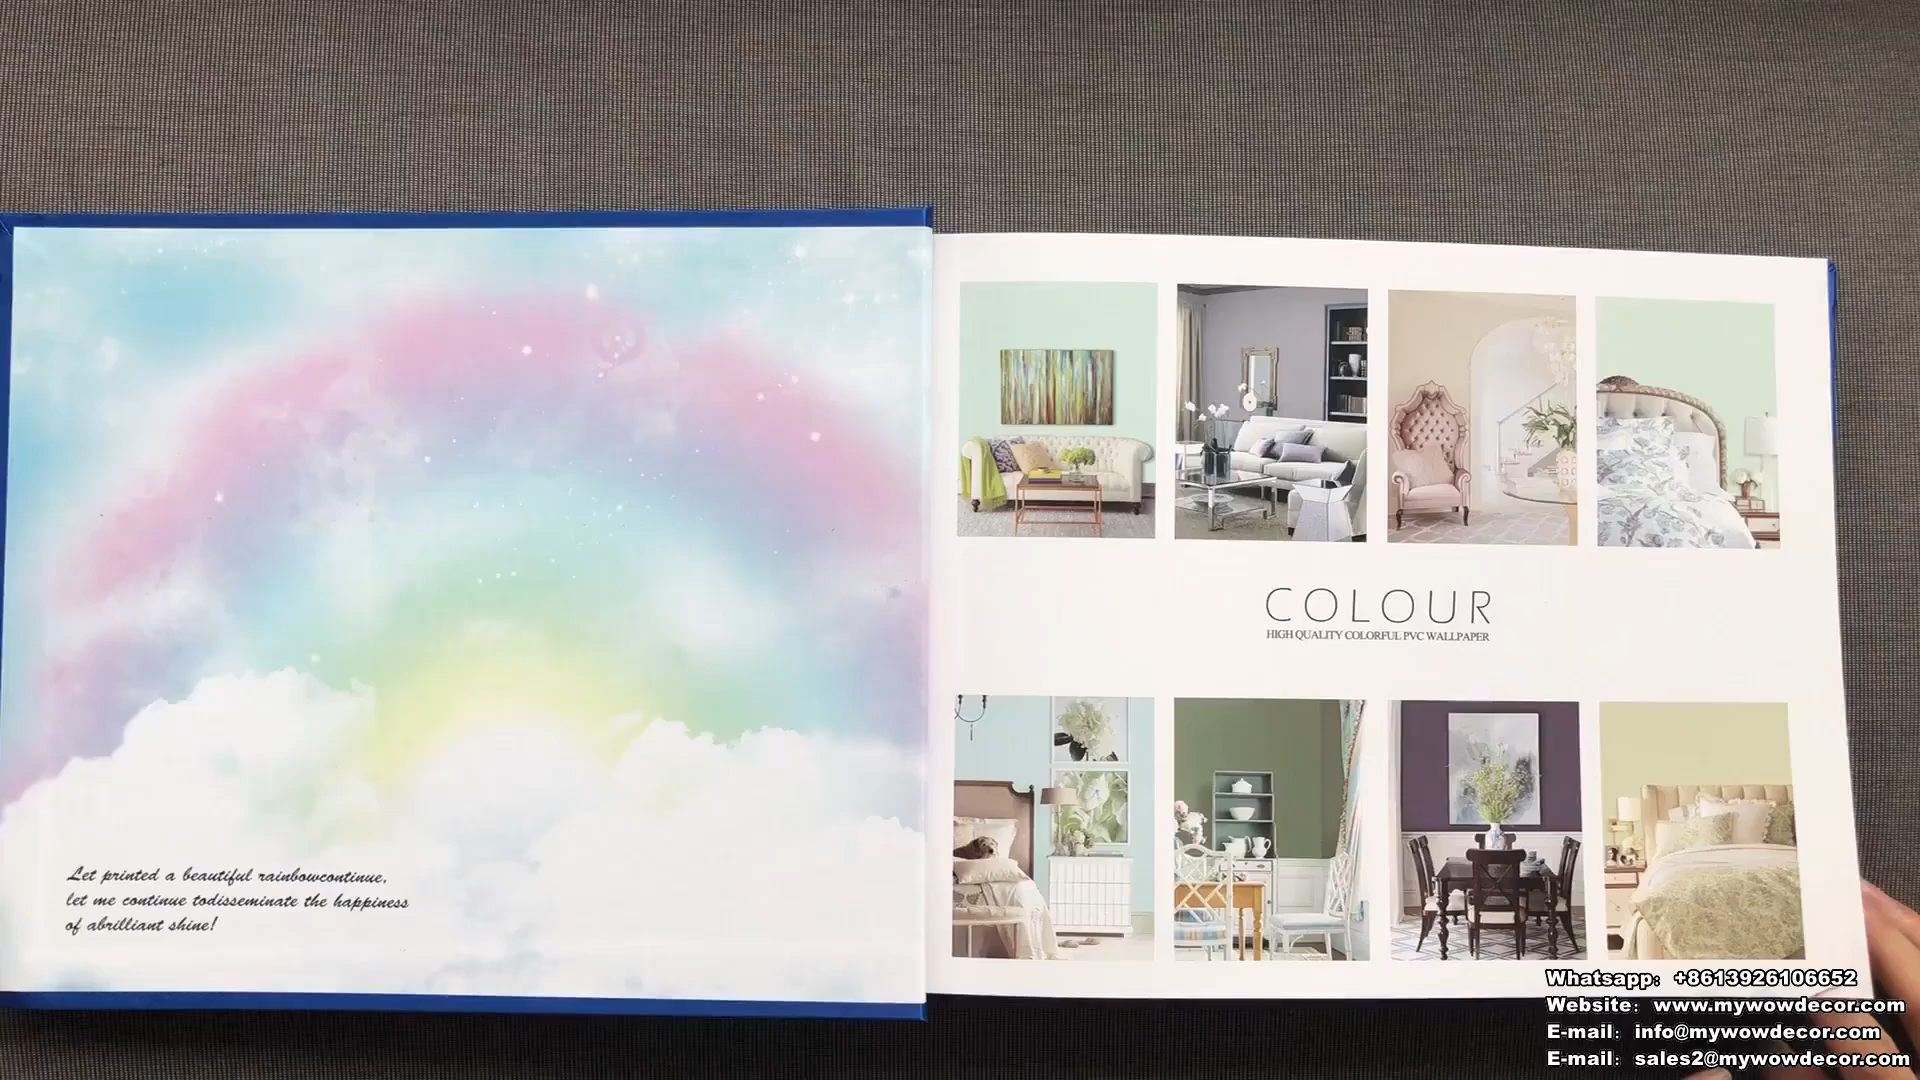 Let printed a beautiful rainbowcontinue,
let me continue todisseminate the happiness
of abrilliant shine!
COLOUR
HIGH QUALITY COLORFUL PVC WALLPAPER
Whatsapp: +8613926106652
Website: www.mywowdecor.com
E-mail: info@mywowdecor.com
E-mail: sales2@mywowdecor.com